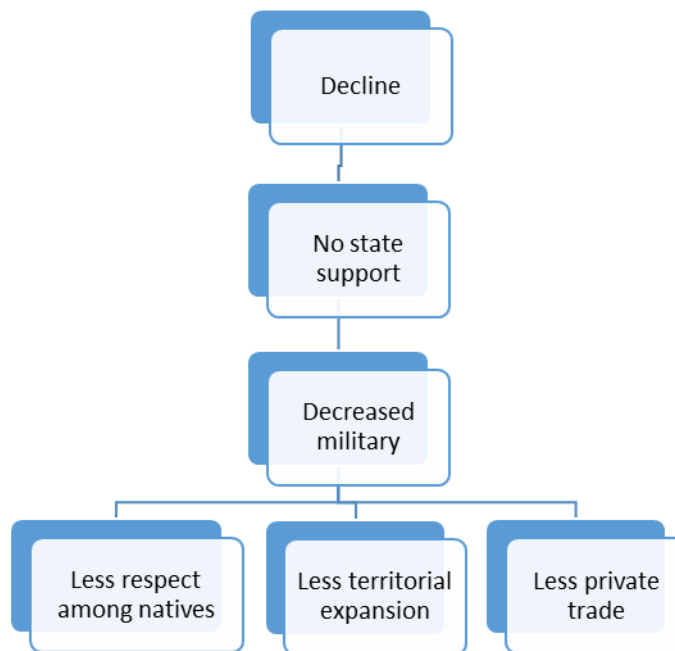 Decline
No state
support
Decreased
military
Less respect
among natives
Less territorial
expansion
Less private
trade